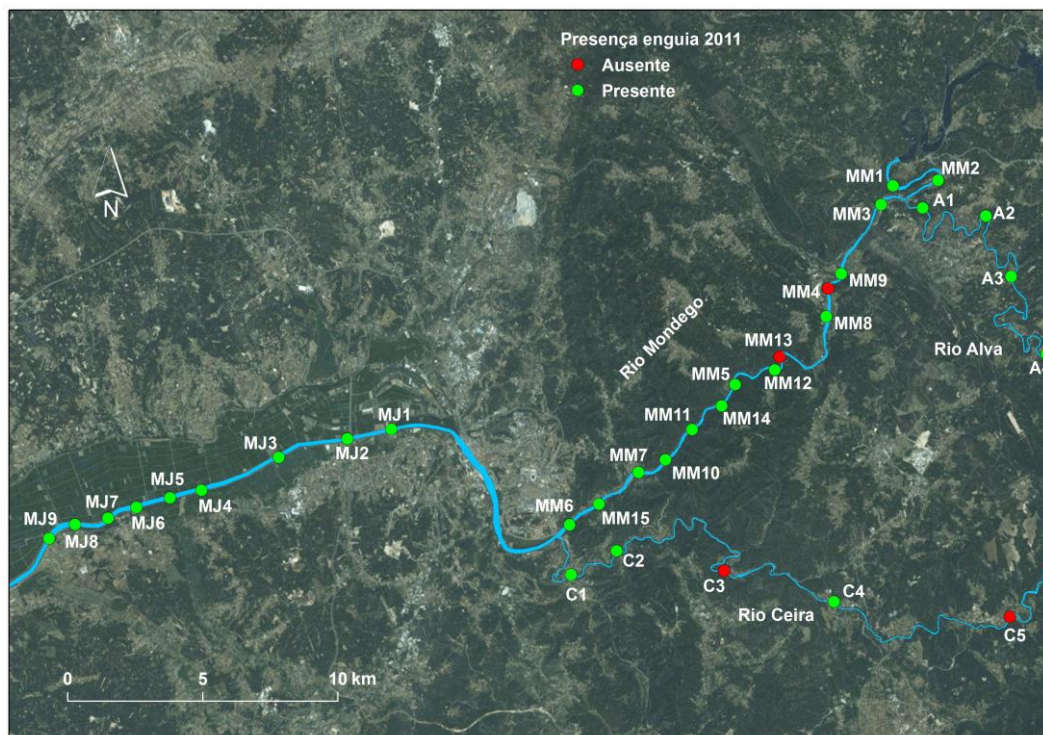 Presença enguia 2011
Ausente
Presente
N
MM1
MM2
MM3
A1
A2
A3
MM4
MM9
MM8
Rio Mondego
Rio Alva
MM13
MM12
MM5
MM14
MM11
MM7
MM10
MJ1
MJ2
MJ3
MJ5
MJ4
MJ7
MJ6
MJ9
MJ8
MM6
MM15
C2
C1
C3
C4
Rio Ceira
C5
0 5 10 km